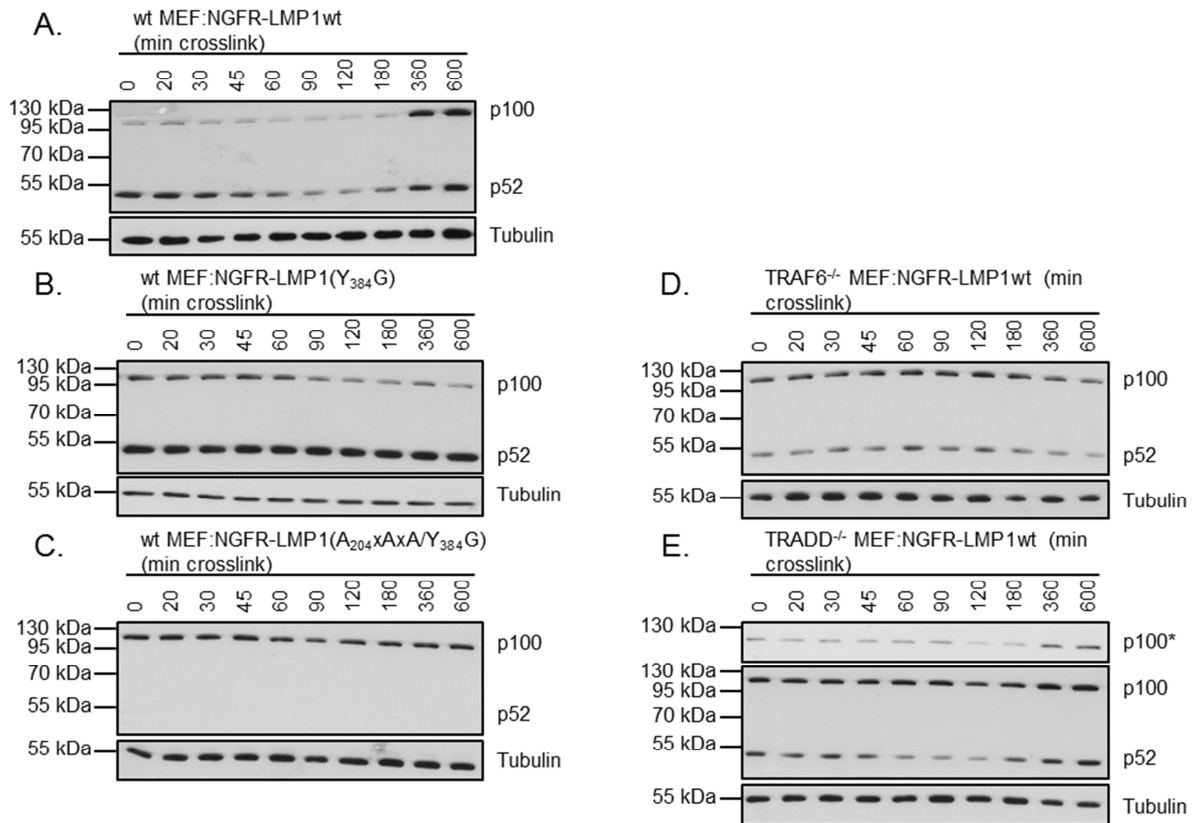 A.
wt MEF:NGFR-LMP1wt
(min crosslink)
0 20 30 45 60 90 120 180 360 600
130 kDa
95 kDa
70 kDa
55 kDa
p100
p52
55 kDa
Tubulin
B.
wt MEF:NGFR-LMP1(Y384G)
(min crosslink)
0 20 30 45 60 90 120 180 360 600
130 kDa
95 kDa
70 kDa
55 kDa
p100
p52
55 kDa
Tubulin
C.
wt MEF:NGFR-LMP1(A204xAxA/Y384G)
(min crosslink)
0 20 30 45 60 90 120 180 360 600
130 kDa
95 kDa
70 kDa
55 kDa
p100
p52
55 kDa
Tubulin
D.
TRAF6-/- MEF:NGFR-LMP1wt (min
crosslink)
0 20 30 45 60 90 120 180 360 600
130 kDa
95 kDa
70 kDa
55 kDa
p100
p52
55 kDa
Tubulin
E.
TRADD-/- MEF:NGFR-LMP1wt (min
crosslink)
0 20 30 45 60 90 120 180 360 600
130 kDa
p100*
130 kDa
95 kDa
70 kDa
55 kDa
p100
p52
55 kDa
Tubulin